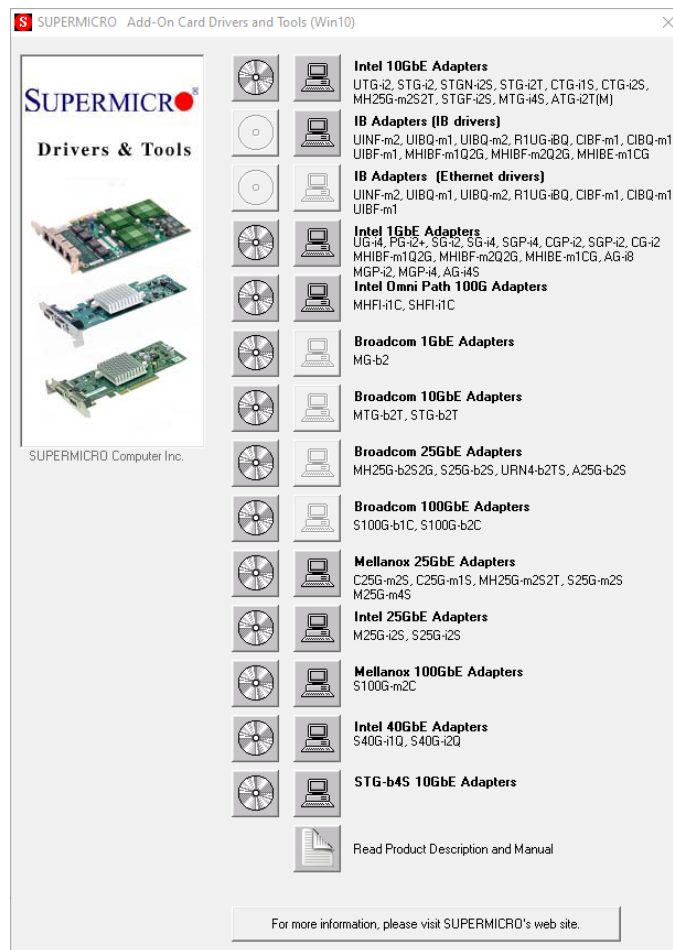 S SUPERMICRO Add-On Card Drivers and Tools (Win10)
SUPERMICR®
Drivers & Tools
SUPERMICRO Computer Inc.
Intel 10GbE Adapters
UTG-i2, STG-i2, STGN-i2S, STG-i2T, CTG-i1S, CTG-i2S,
MH25G-m2S2T, STGF-i2S, MTG-i4S, ATG-i2T(M)
IB Adapters (IB drivers)
UINF-m2, UIBQ-m1, UIBQ-m2, R1UG-iBQ, CIBF-m1, CIBQ-m1
UIBF-m1, MHIBF-m1Q2G, MHIBF-m2Q2G, MHIBE-m1CG
IB Adapters (Ethernet drivers)
UINF-m2, UIBQ-m1, UIBQ-m2, R1UG-iBQ, CIBF-m1, CIBQ-m1
UIBF-m1
Intel 1GbE Adapters
UG-i4, PG-i2+, SG-i2, SG-i4, SGP-i4, CGP-i2, SGP-i2, CG-i2
MHIBF-m1Q2G, MHIBF-m2Q2G, MHIBE-m1CG, AG-i8
MGP-i2, MGP-i4, AG-i4S
Intel Omni Path 100G Adapters
MHFI-i1C, SHFI-i1C
Broadcom 1GbE Adapters
MG-b2
Broadcom 10GbE Adapters
MTG-b2T, STG-b2T
Broadcom 25GbE Adapters
MH25G-b2S2G, S25G-b2S, URN4-b2TS, A25G-b2S
Broadcom 100GbE Adapters
S100G-b1C, S100G-b2C
Mellanox 25GbE Adapters
C25G-m2S, C25G-m1S, MH25G-m2S2T, S25G-m2S
M25G-m4S
Intel 25GbE Adapters
M25G-i2S, S25G-i2S
Mellanox 100GbE Adapters
S100G-m2C
Intel 40GbE Adapters
S40G-i1Q, S40G-i2Q
STG-b4S 10GbE Adapters
Read Product Description and Manual
For more information, please visit SUPERMICRO's web site.